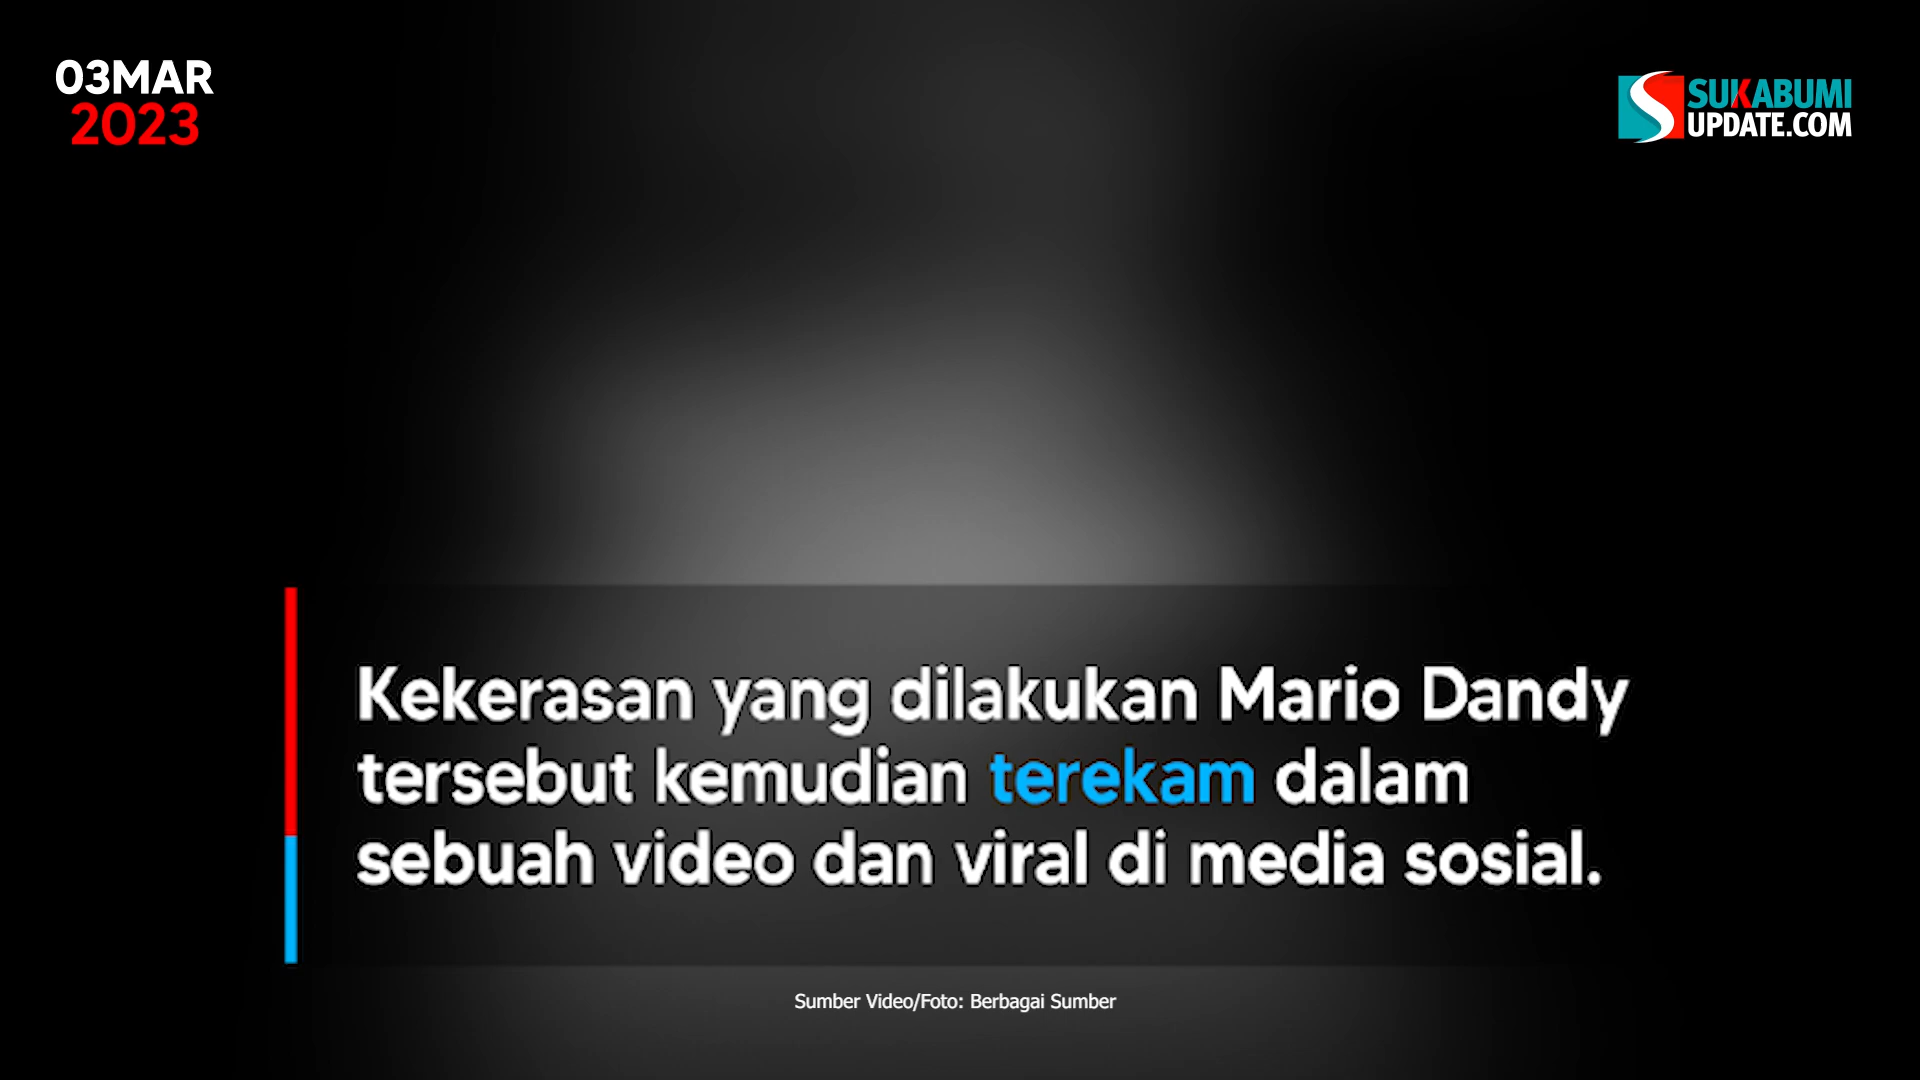 03MAR
2023
SUKABUMI
UPDATE.COM
Kekerasan yang dilakukan Mario Dandy
tersebut kemudian terekam dalam
sebuah video dan viral di media sosial.
Sumber Video/Foto: Berbagai Sumber